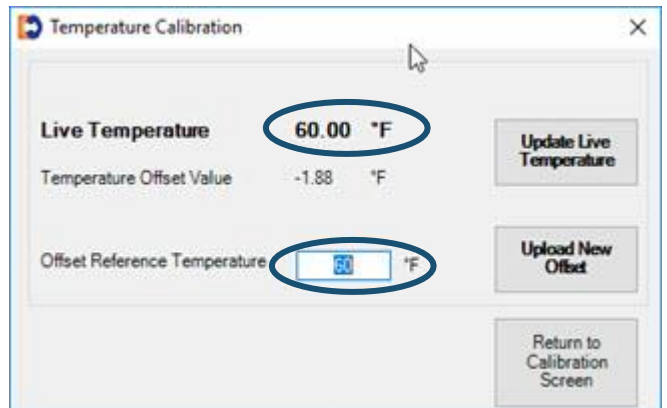 Temperature Calibration
Live Temperature 60.00 °F
Update Live
Temperature
Temperature Offset Value -1.88 °F
Offset Reference Temperature 60 °F
Upload New
Offset
Return to
Calibration
Screen